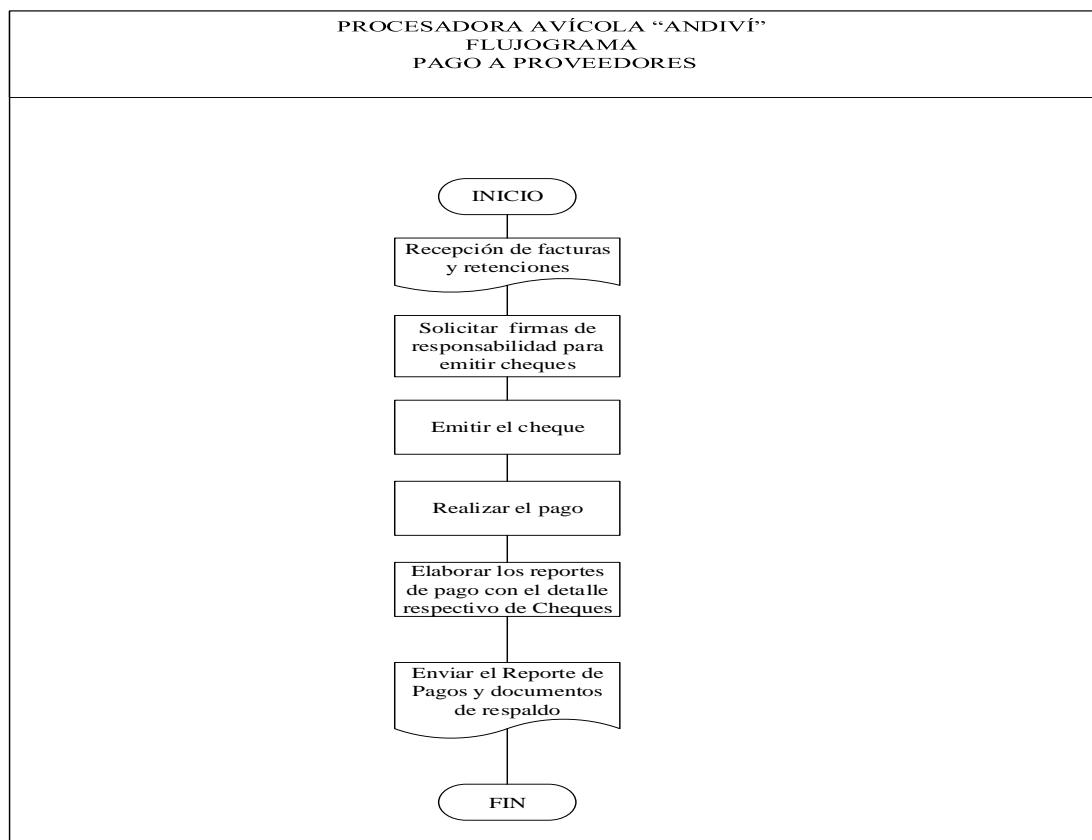 PROCESADORA AVÍCOLA “ANDIVÍ”
FLUJOGRAMA
PAGO A PROVEEDORES
INICIO
Recepción de facturas
y retenciones
Solicitar firmas de
responsabilidad para
emitir cheques
Emitir el cheque
Realizar el pago
Elaborar los reportes
de pago con el detalle
respectivo de Cheques
Enviar el Reporte de
Pagos y documentos
de respaldo
FIN